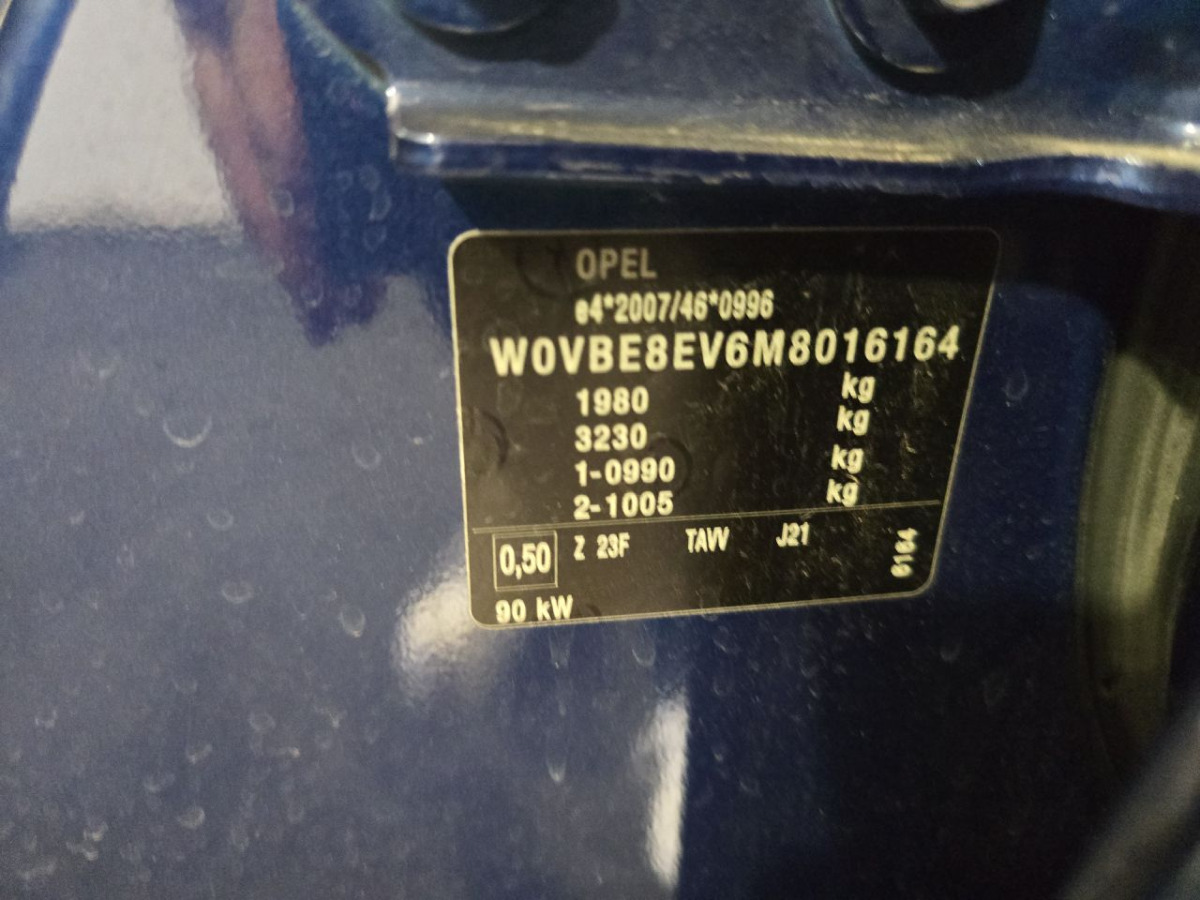 OPEL
e4*2007/46*0996
W0VBE8EV6M8016164
1980 kg
3230 kg
1-0990 kg
2-1005 kg
0,50 Z 23F TAVV J21
6164
90 kW